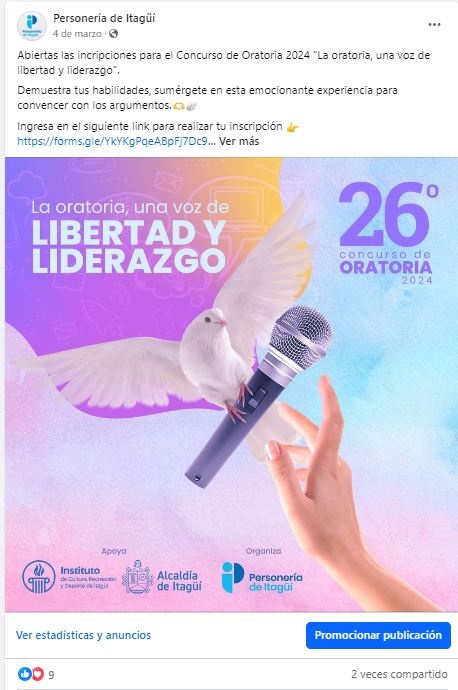 Personería de Itagüí
4 de marzo ·
Abiertas las incripciones para el Concurso de Oratoria 2024 "La oratoria, una voz de
libertad y liderazgo".
Demuestra tus habilidades, sumérgete en esta emocionante experiencia para
convencer con los argumentos.
Ingresa en el siguiente link para realizar tu inscripción 👉
https://forms.gle/YkYKgPqeABpFj7Dc9... Ver más
La oratoria, una voz de
LIBERTAD Y
LIDERAZGO
26º
concurso de
ORATORIA
2024
Apoya
Instituto
de Cultura, Recreación
y Deporte de Itagüí
Alcaldía
de Itagüí
Organiza
Personería
de Itagüí
Ver estadísticas y anuncios
Promocionar publicación
9
2 veces compartido